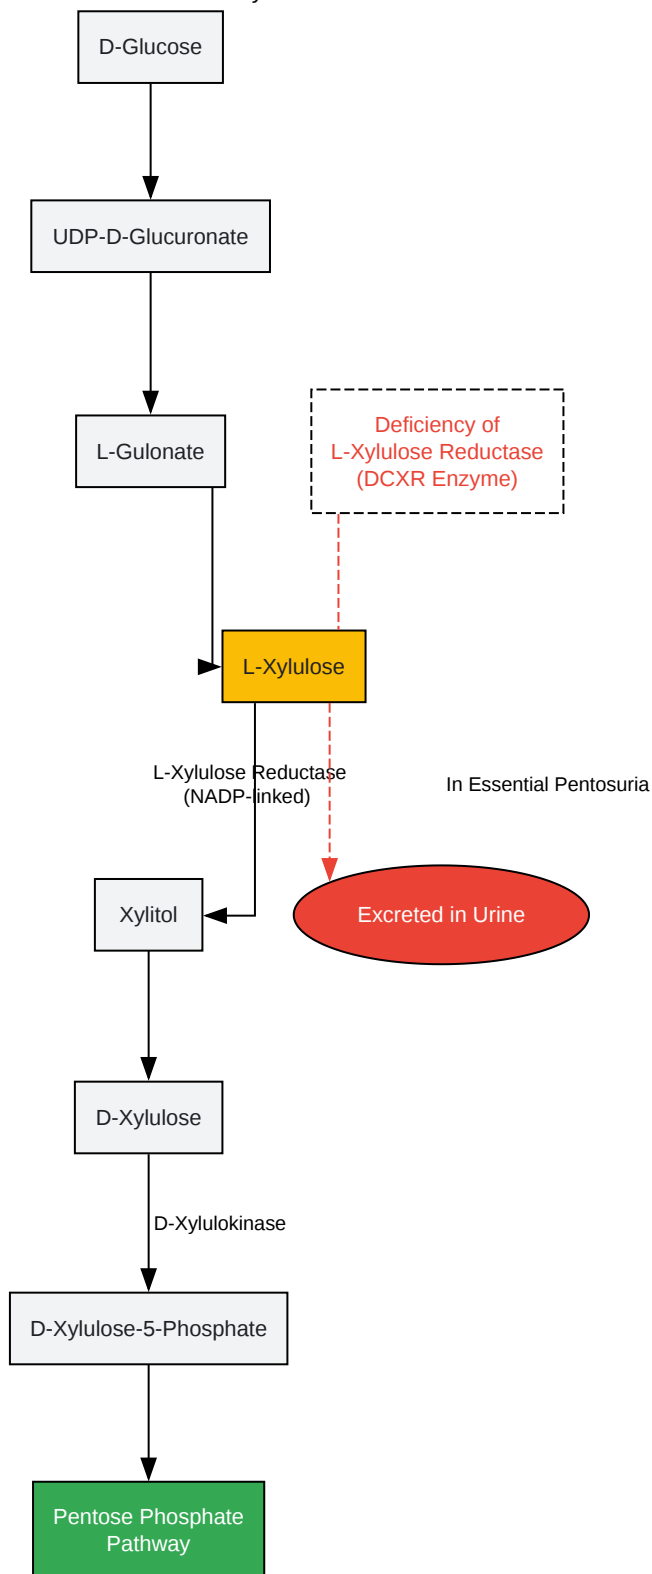 D-Glucose
UDP-D-Glucuronate
L-Gulonate
Deficiency of
L-Xylulose Reductase
(DCXR Enzyme)
L-Xylulose
L-Xylulose Reductase
(NADP-linked)
In Essential Pentosuria
Xylitol
Excreted in Urine
D-Xylulose
D-Xylulokinase
D-Xylulose-5-Phosphate
Pentose Phosphate
Pathway